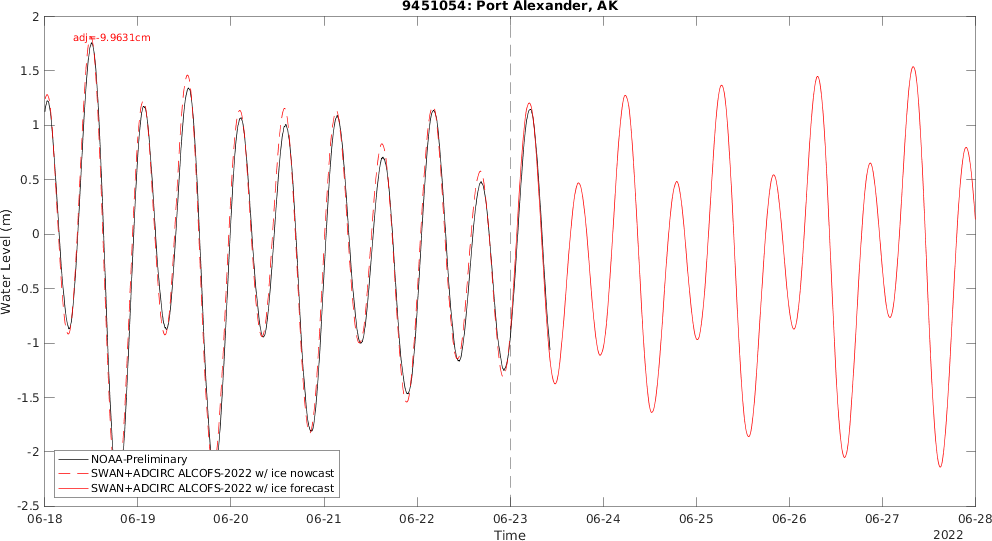 9451054: Port Alexander, AK
adj=-9.9631cm
2
1.5
1
0.5
0
-0.5
-1
-1.5
-2
-2.5
Water Level (m)
NOAA-Preliminary
SWAN+ADCIRC ALCOFS-2022 w/ ice nowcast
SWAN+ADCIRC ALCOFS-2022 w/ ice forecast
06-18 06-19 06-20 06-21 06-22 06-23 06-24 06-25 06-26 06-27 06-28
Time
2022